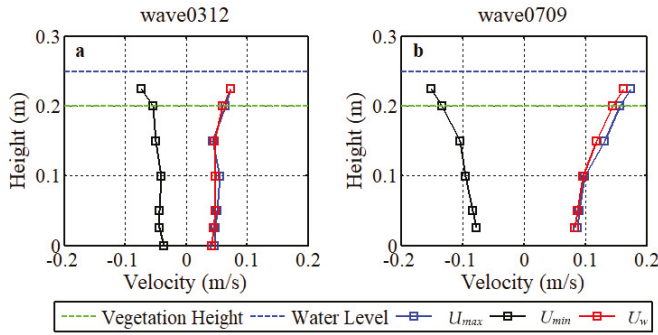 wave0312 wave0709
0.3 a 0.3 b
0.2 0.2
Height (m) Height (m)
0.1 0.1
0 0
-0.2 -0.1 0 0.1 0.2 -0.2 -0.1 0 0.1 0.2
Velocity (m/s) Velocity (m/s)
Vegetation Height Water Level Umax Umin Uw